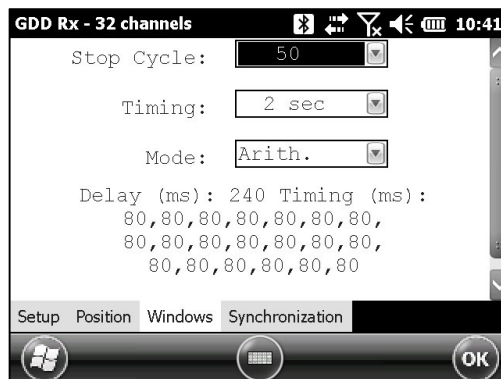 GDD Rx - 32 channels 10:41
Stop Cycle: 50
Timing: 2 sec
Mode: Arith.
Delay (ms): 240 Timing (ms):
80,80,80,80,80,80,80,
80,80,80,80,80,80,80,
80,80,80,80,80,80
Setup Position Windows Synchronization
OK